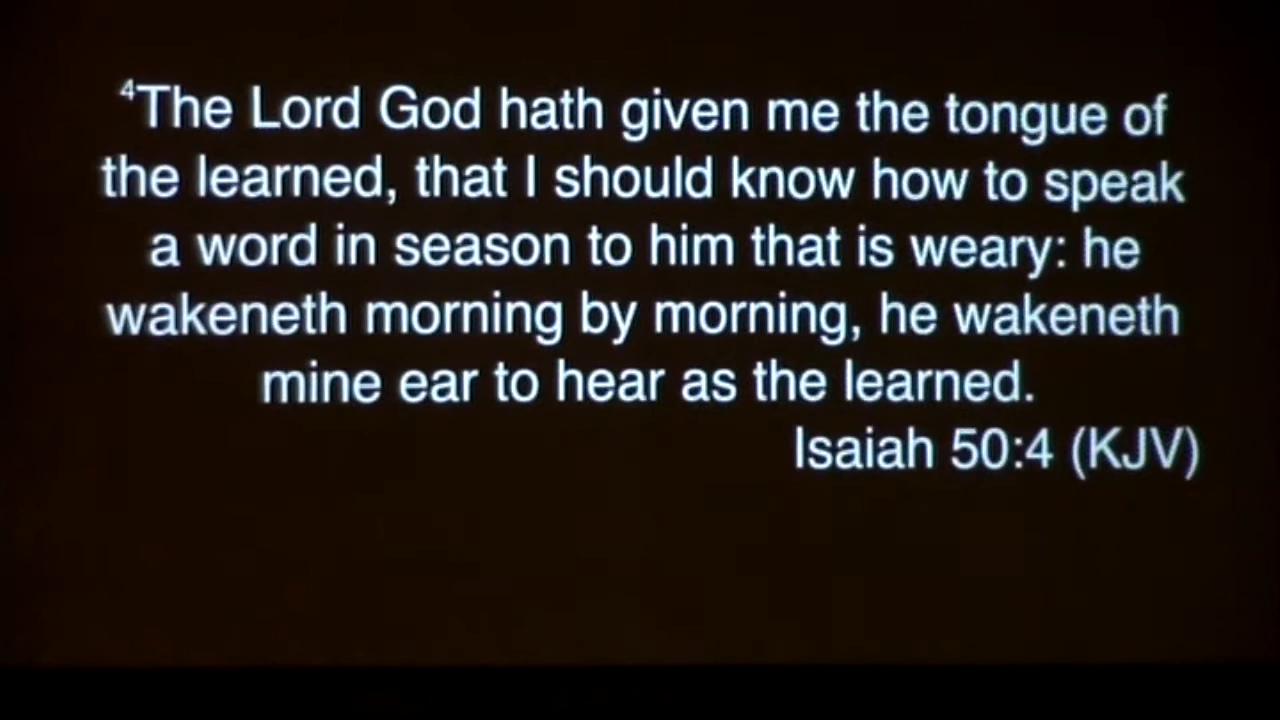 ⁴The Lord God hath given me the tongue of
the learned, that I should know how to speak
a word in season to him that is weary: he
wakeneth morning by morning, he wakeneth
mine ear to hear as the learned.
Isaiah 50:4 (KJV)